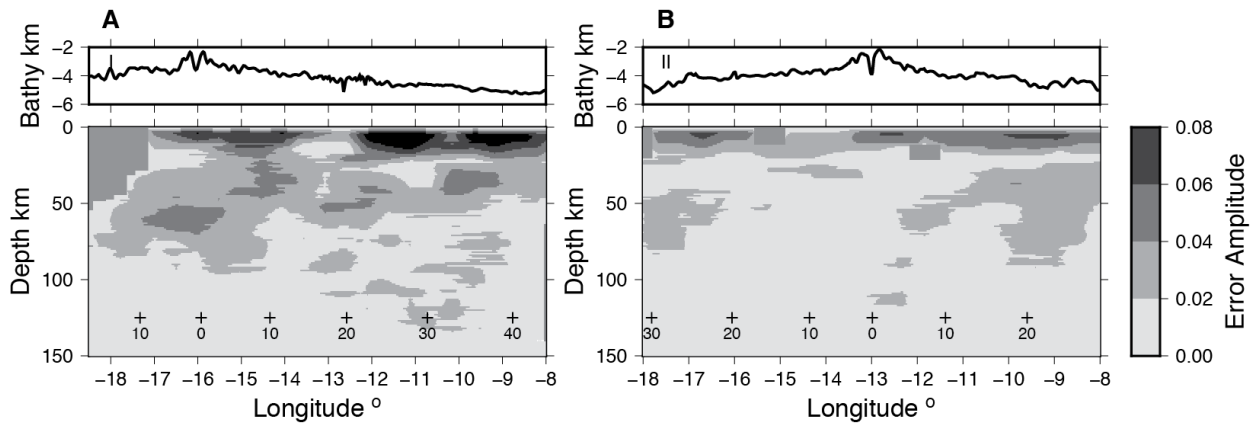 A
B
Bathy km
−2
−4
−6
I
Bathy km
−2
−4
−6
II
Depth km
0
50
100
150
+ + + + + +
10 0 10 20 30 40
−18 −17 −16 −15 −14 −13 −12 −11 −10 −9 −8
Longitude °
Depth km
0
50
100
150
+ + + + + +
30 20 10 0 10 20
−18 −17 −16 −15 −14 −13 −12 −11 −10 −9 −8
Longitude °
0.08
0.06
0.04
0.02
0.00
Error Amplitude